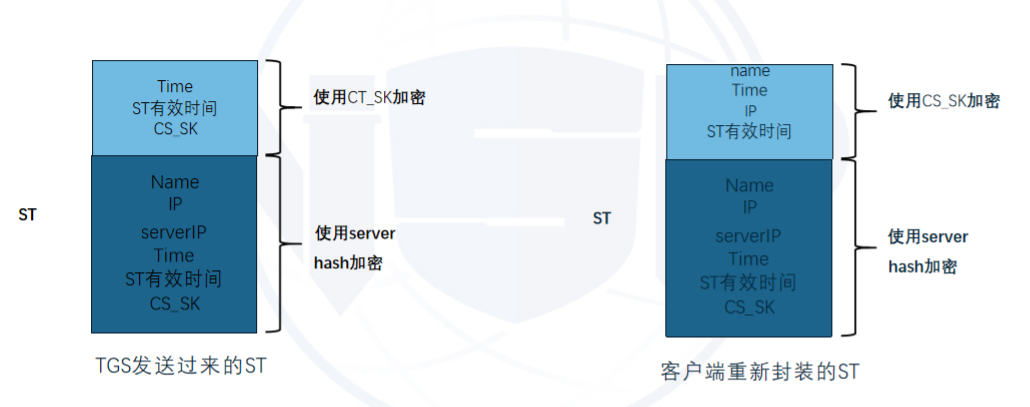 Time
ST有效时间
CS_SK
使用CT_SK加密
ST
Name
IP
serverIP
Time
ST有效时间
CS_SK
使用server
hash加密
TGS发送过来的ST
name
Time
IP
ST有效时间
使用CS_SK加密
ST
Name
IP
serverIP
Time
ST有效时间
CS_SK
使用server
hash加密
客户端重新封装的ST